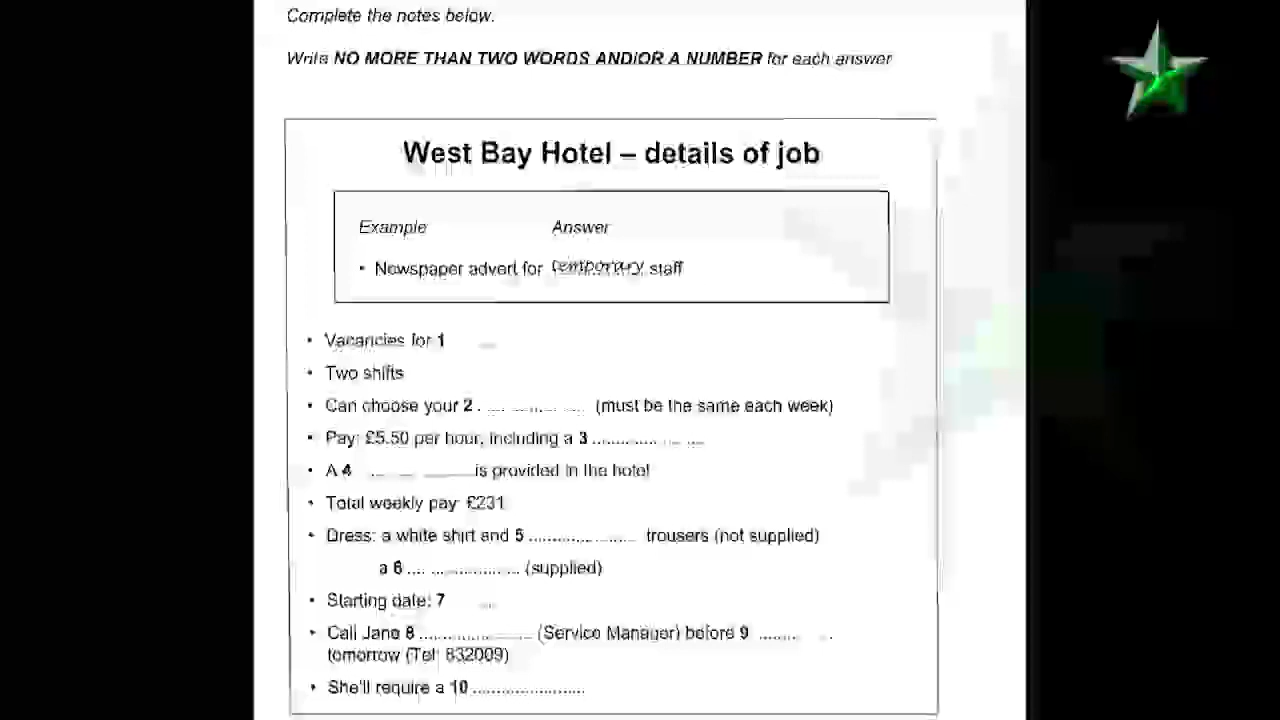 Complete the notes below.
Write NO MORE THAN TWO WORDS AND/OR A NUMBER for each answer
West Bay Hotel – details of job
Example Answer
• Newspaper advert for temporary staff
• Vacancies for 1
• Two shifts
• Can choose your 2 .................... (must be the same each week)
• Pay: £5.50 per hour, including a 3 ......................
• A 4 .................... is provided in the hotel
• Total weekly pay: £231
• Dress: a white shirt and 5 ...................... trousers (not supplied)
a 6 ...................... (supplied)
• Starting date: 7
• Call Jane 8 ...................... (Service Manager) before 9 ..............
tomorrow (Tel: 832009)
• She'll require a 10 ......................